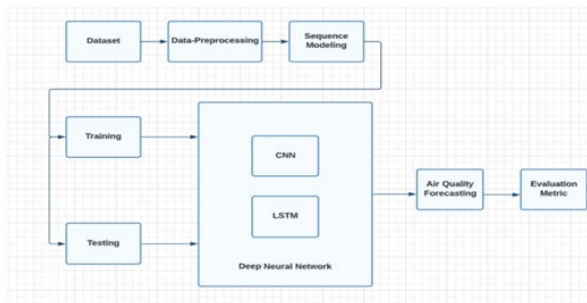 Dataset
Data-Preprocessing
Sequence
Modeling
Training
Testing
CNN
LSTM
Deep Neural Network
Air Quality
Forecasting
Evaluation
Metric